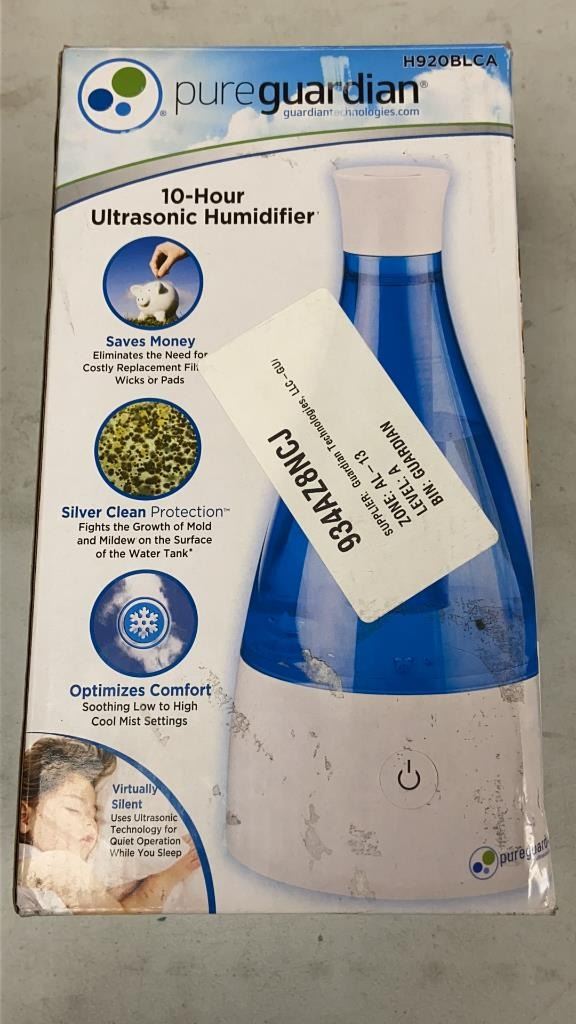 H920BLCA
pureguardian®
guardiantechnologies.com
10-Hour
Ultrasonic Humidifier
Saves Money
Eliminates the Need for
Costly Replacement
Wicks or Pads
Silver Clean Protection™
Fights the Growth of Mold
and Mildew on the Surface
of the Water Tank*
Optimizes Comfort
Soothing Low to High
Cool Mist Settings
Virtually
Silent
Uses Ultrasonic
Technology for
Quiet Operation
While You Sleep
934AZ8NCJ
SUPPLIER: Guardian Technologies, LLC-GU
ZONE: AL-13
LEVEL: A
BIN: GUARDIAN
pureguard